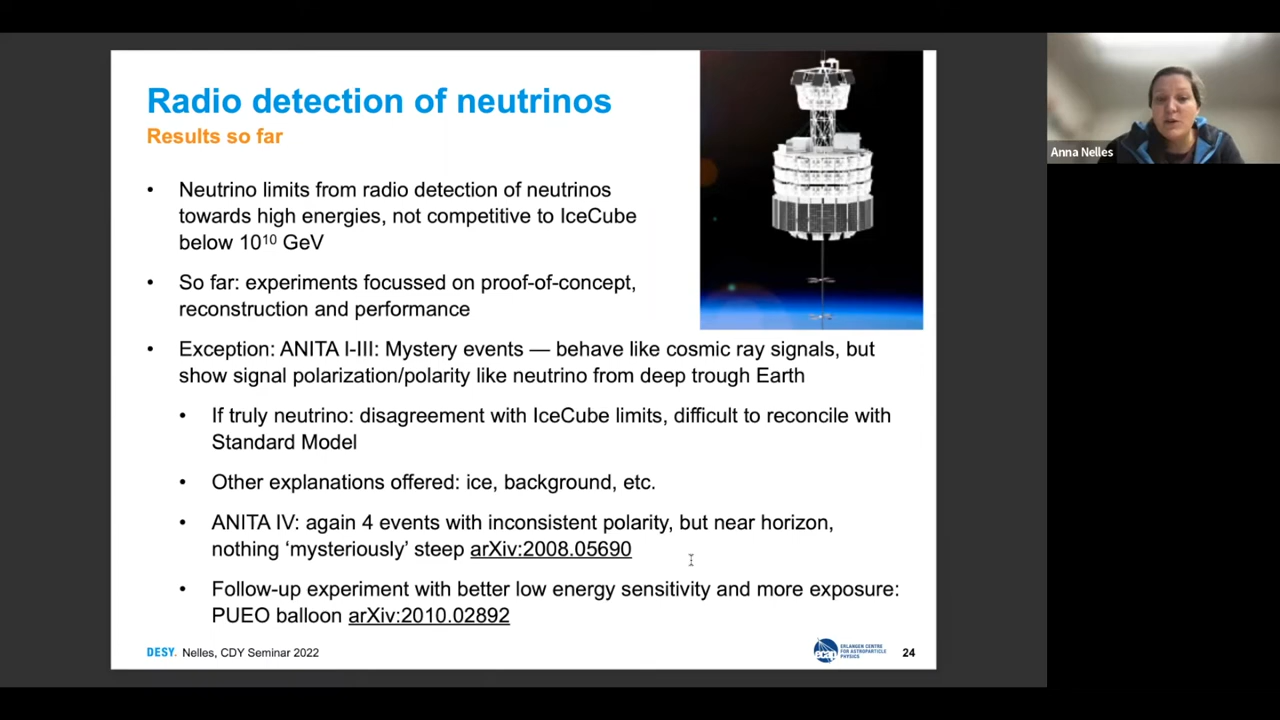 Radio detection of neutrinos
Results so far
• Neutrino limits from radio detection of neutrinos
towards high energies, not competitive to IceCube
below 10¹⁰ GeV
• So far: experiments focussed on proof-of-concept,
reconstruction and performance
• Exception: ANITA I-III: Mystery events — behave like cosmic ray signals, but
show signal polarization/polarity like neutrino from deep trough Earth
• If truly neutrino: disagreement with IceCube limits, difficult to reconcile with
Standard Model
• Other explanations offered: ice, background, etc.
• ANITA IV: again 4 events with inconsistent polarity, but near horizon,
nothing ‘mysteriously’ steep arXiv:2008.05690
• Follow-up experiment with better low energy sensitivity and more exposure:
PUEO balloon arXiv:2010.02892
DESY. Nelles, CDY Seminar 2022
ecap
ERLANGEN CENTRE
FOR ASTROPARTICLE
PHYSICS
24
Anna Nelles